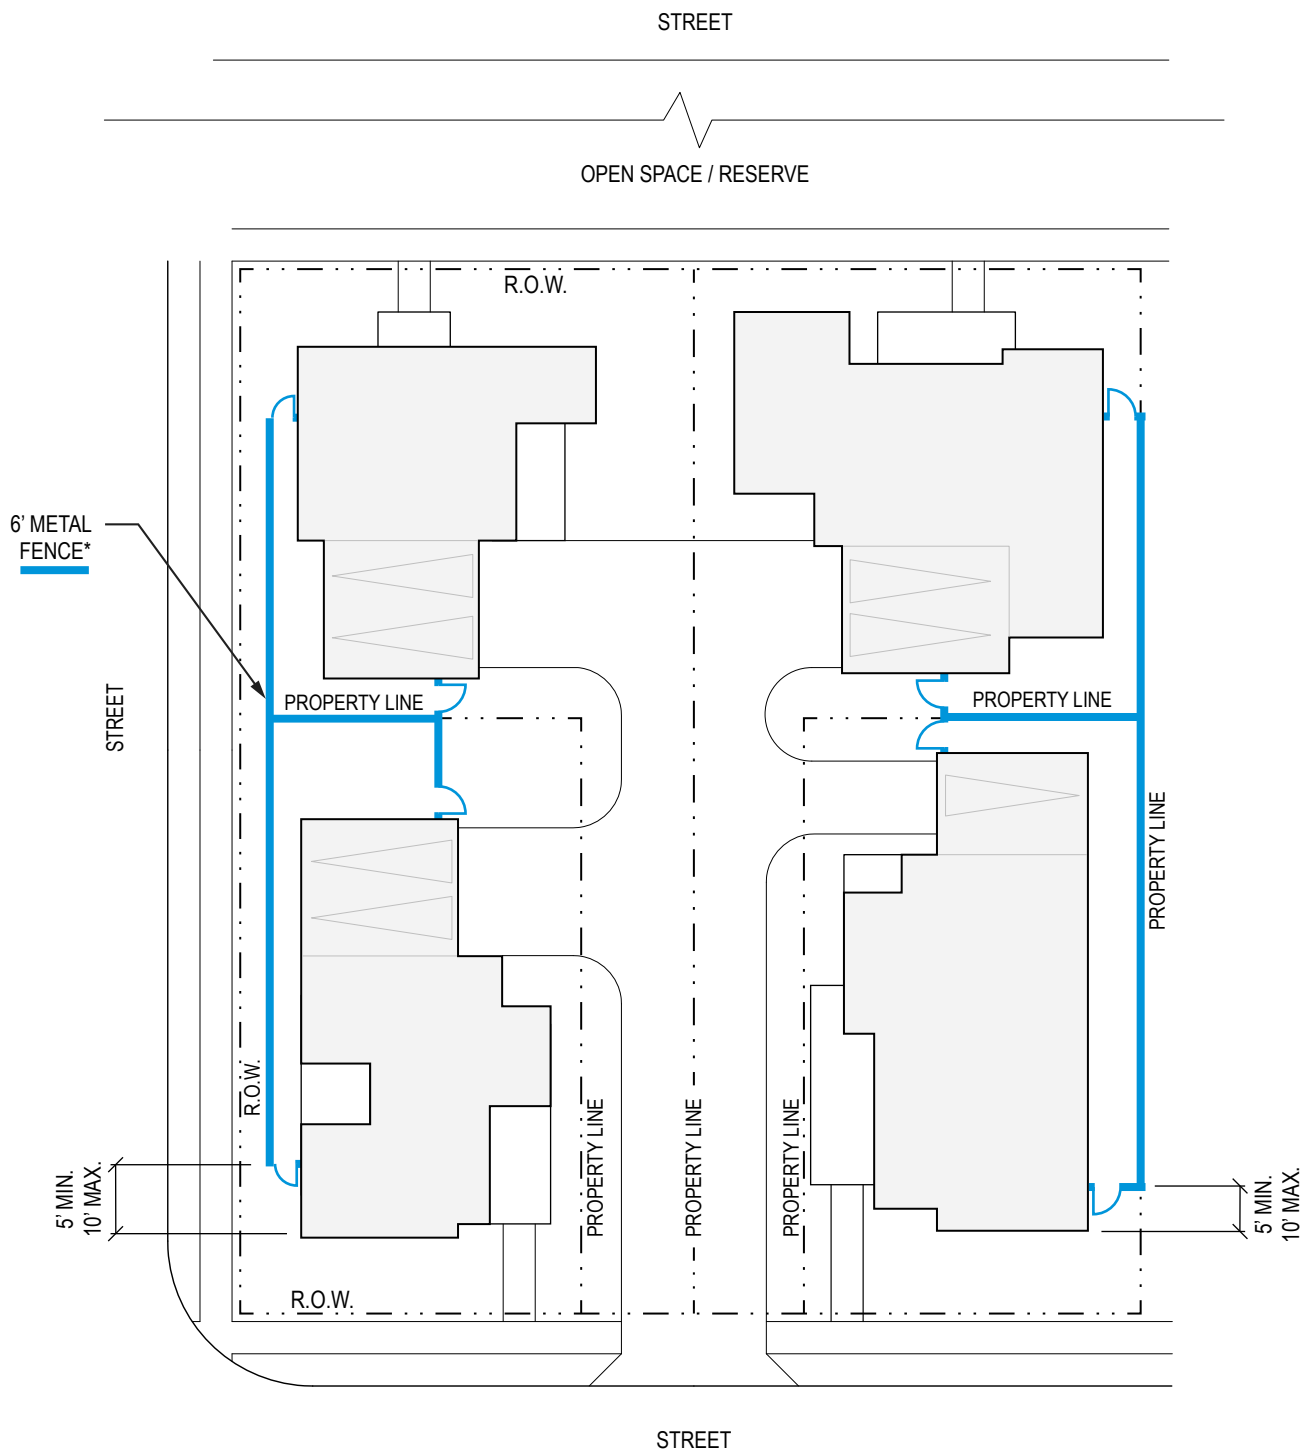 STREET
OPEN SPACE / RESERVE
R.O.W.
6’ METAL
FENCE*
STREET
PROPERTY LINE
PROPERTY LINE
PROPERTY LINE
R.O.W.
PROPERTY LINE
PROPERTY LINE
PROPERTY LINE
5’ MIN.
10’ MAX.
5’ MIN.
10’ MAX.
R.O.W.
STREET